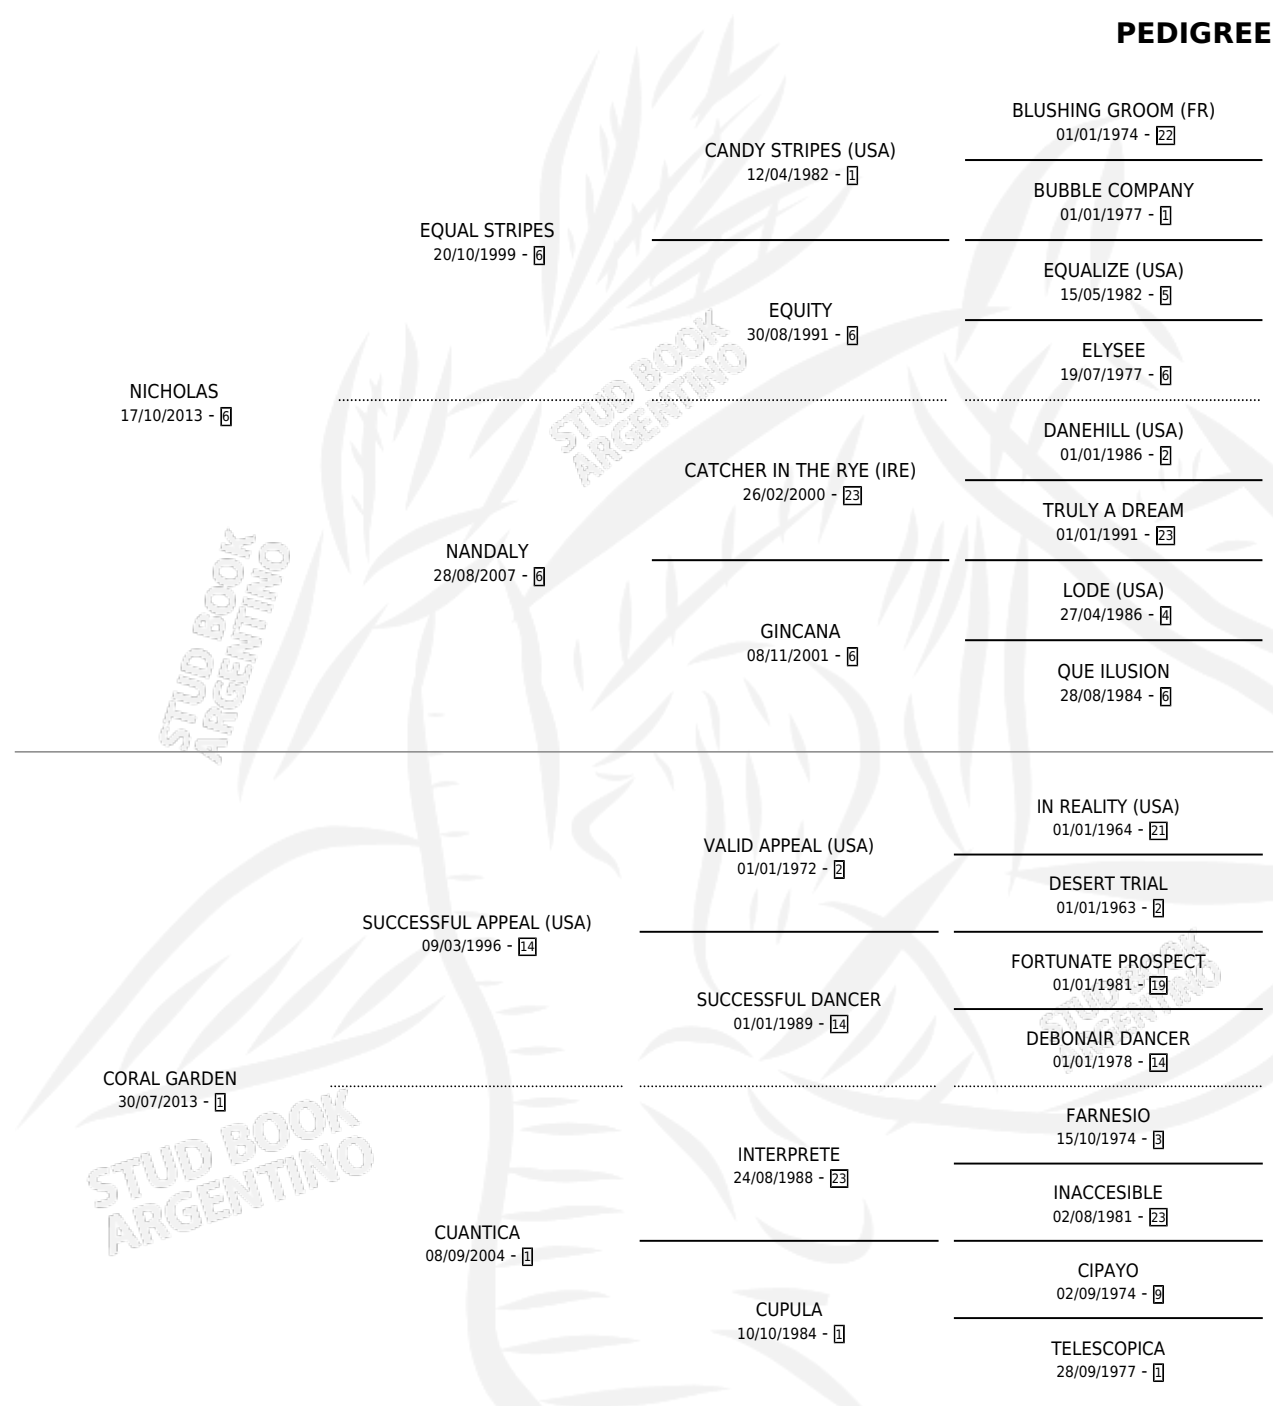 PEDIGREE
BLUSHING GROOM (FR)
01/01/1974 - 22
CANDY STRIPES (USA)
12/04/1982 - 1
BUBBLE COMPANY
01/01/1977 - 1
EQUAL STRIPES
20/10/1999 - 6
EQUALIZE (USA)
15/05/1982 - 5
EQUITY
30/08/1991 - 6
ELYSEE
19/07/1977 - 6
NICHOLAS
17/10/2013 - 6
DANEHILL (USA)
01/01/1986 - 2
CATCHER IN THE RYE (IRE)
26/02/2000 - 23
TRULY A DREAM
01/01/1991 - 23
NANDALY
28/08/2007 - 6
LODE (USA)
27/04/1986 - 4
GINCANA
08/11/2001 - 6
QUE ILUSION
28/08/1984 - 6
STUD BOOK
ARGENTINO
STUD BOOK
ARGENTINO
IN REALITY (USA)
01/01/1964 - 21
VALID APPEAL (USA)
01/01/1972 - 2
DESERT TRIAL
01/01/1963 - 2
SUCCESSFUL APPEAL (USA)
09/03/1996 - 14
FORTUNATE PROSPECT
01/01/1981 - 19
SUCCESSFUL DANCER
01/01/1989 - 14
DEBONAIR DANCER
01/01/1978 - 14
CORAL GARDEN
30/07/2013 - 1
FARNESIO
15/10/1974 - 3
INTERPRETE
24/08/1988 - 23
INACCESIBLE
02/08/1981 - 23
CUANTICA
08/09/2004 - 1
CIPAYO
02/09/1974 - 9
CUPULA
10/10/1984 - 1
TELESCOPICA
28/09/1977 - 1
STUD BOOK
ARGENTINO
STUD BOOK
ARGENTINO